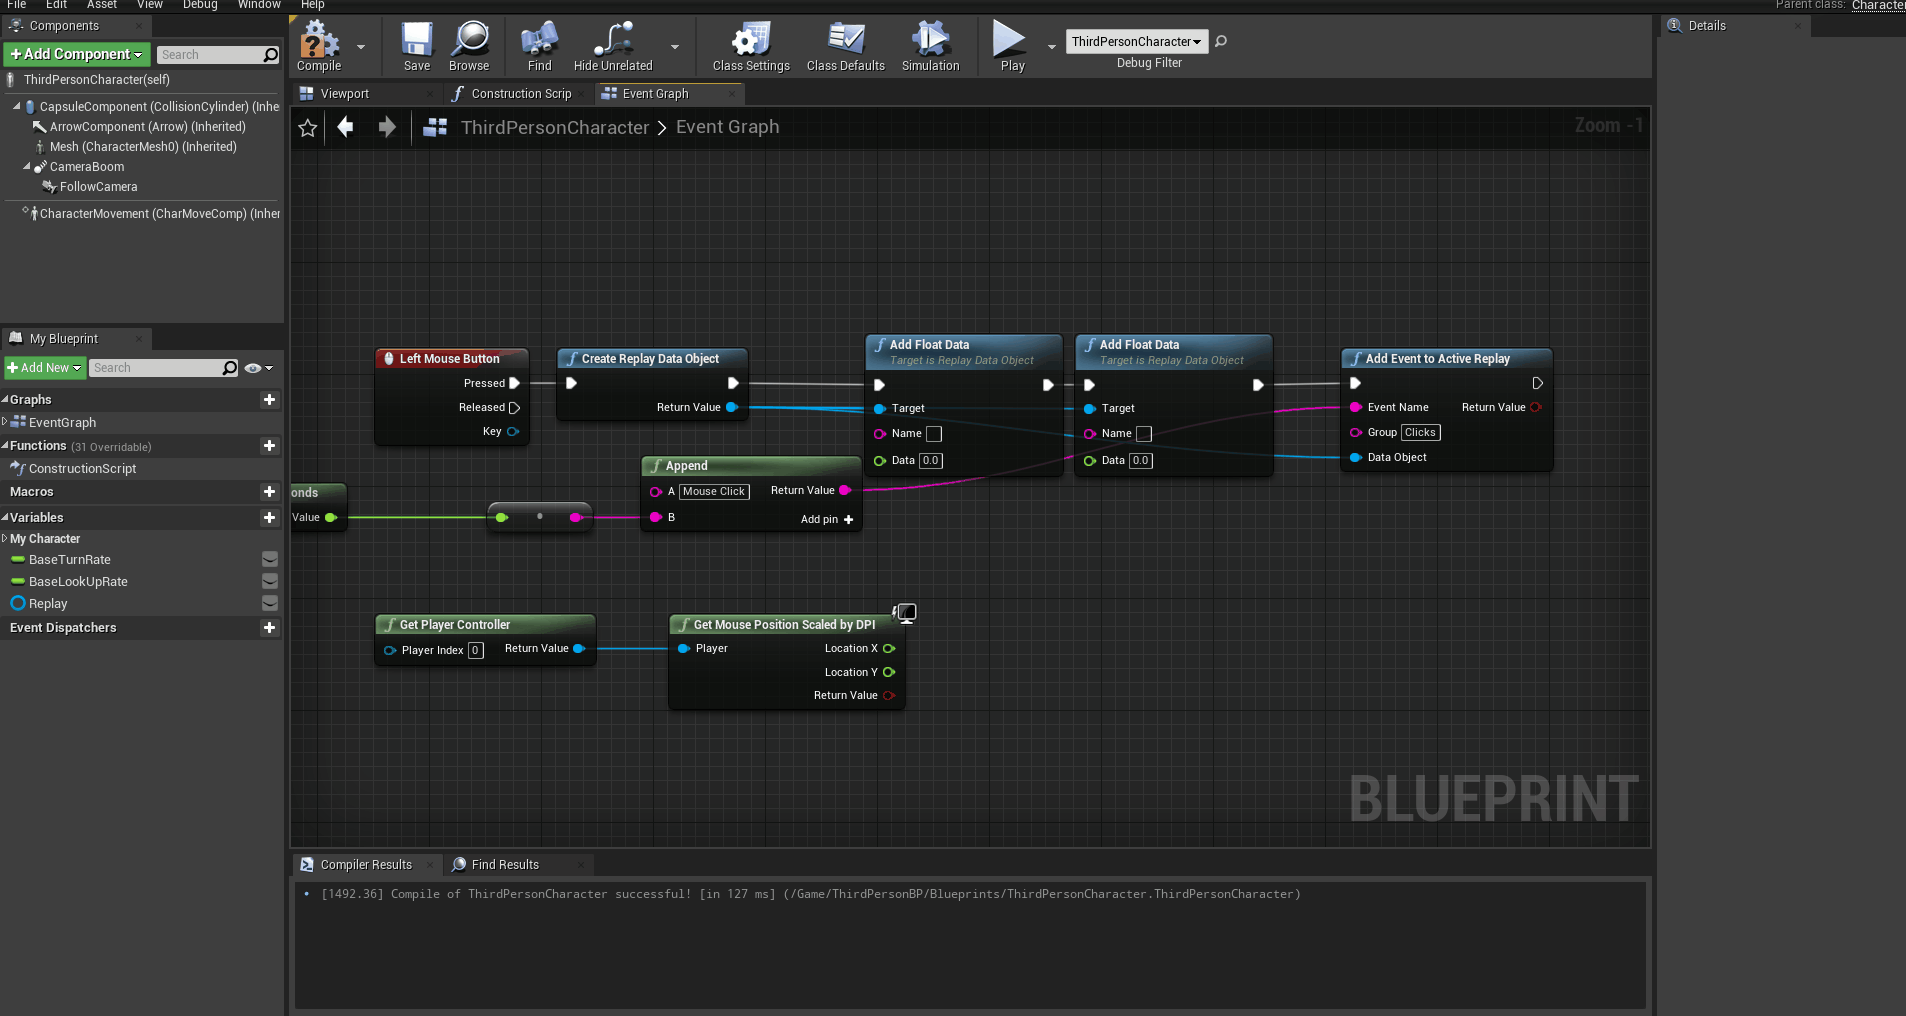 File Edit Asset View Debug Window Help
Parent class: Character
Components
Add Component
Search
ThirdPersonCharacter(self)
CapsuleComponent (CollisionCylinder) (Inhe
ArrowComponent (Arrow) (Inherited)
Mesh (CharacterMesh0) (Inherited)
CameraBoom
FollowCamera
CharacterMovement (CharMoveComp) (Inher
My Blueprint
Add New
Search
Graphs
EventGraph
Functions (31 Overridable)
ConstructionScript
Macros
Variables
My Character
BaseTurnRate
BaseLookUpRate
Replay
Event Dispatchers
Compile
Save
Browse
Find
Hide Unrelated
Class Settings
Class Defaults
Simulation
Play
ThirdPersonCharacter
Debug Filter
Viewport
Construction Scrip
Event Graph
ThirdPersonCharacter > Event Graph
Zoom -1
Left Mouse Button
Pressed
Released
Key
Create Replay Data Object
Return Value
Add Float Data
Target is Replay Data Object
Target
Name
Data 0.0
Add Float Data
Target is Replay Data Object
Target
Name
Data 0.0
Add Event to Active Replay
Event Name Return Value
Group Clicks
Data Object
onds
Value
Append
A Mouse Click Return Value
B Add pin
Get Player Controller
Player Index 0 Return Value
Get Mouse Position Scaled by DPI
Player Location X
Location Y
Return Value
BLUEPRINT
Compiler Results
Find Results
[1492.36] Compile of ThirdPersonCharacter successful! [in 127 ms] (/Game/ThirdPersonBP/Blueprints/ThirdPersonCharacter.ThirdPersonCharacter)
Details